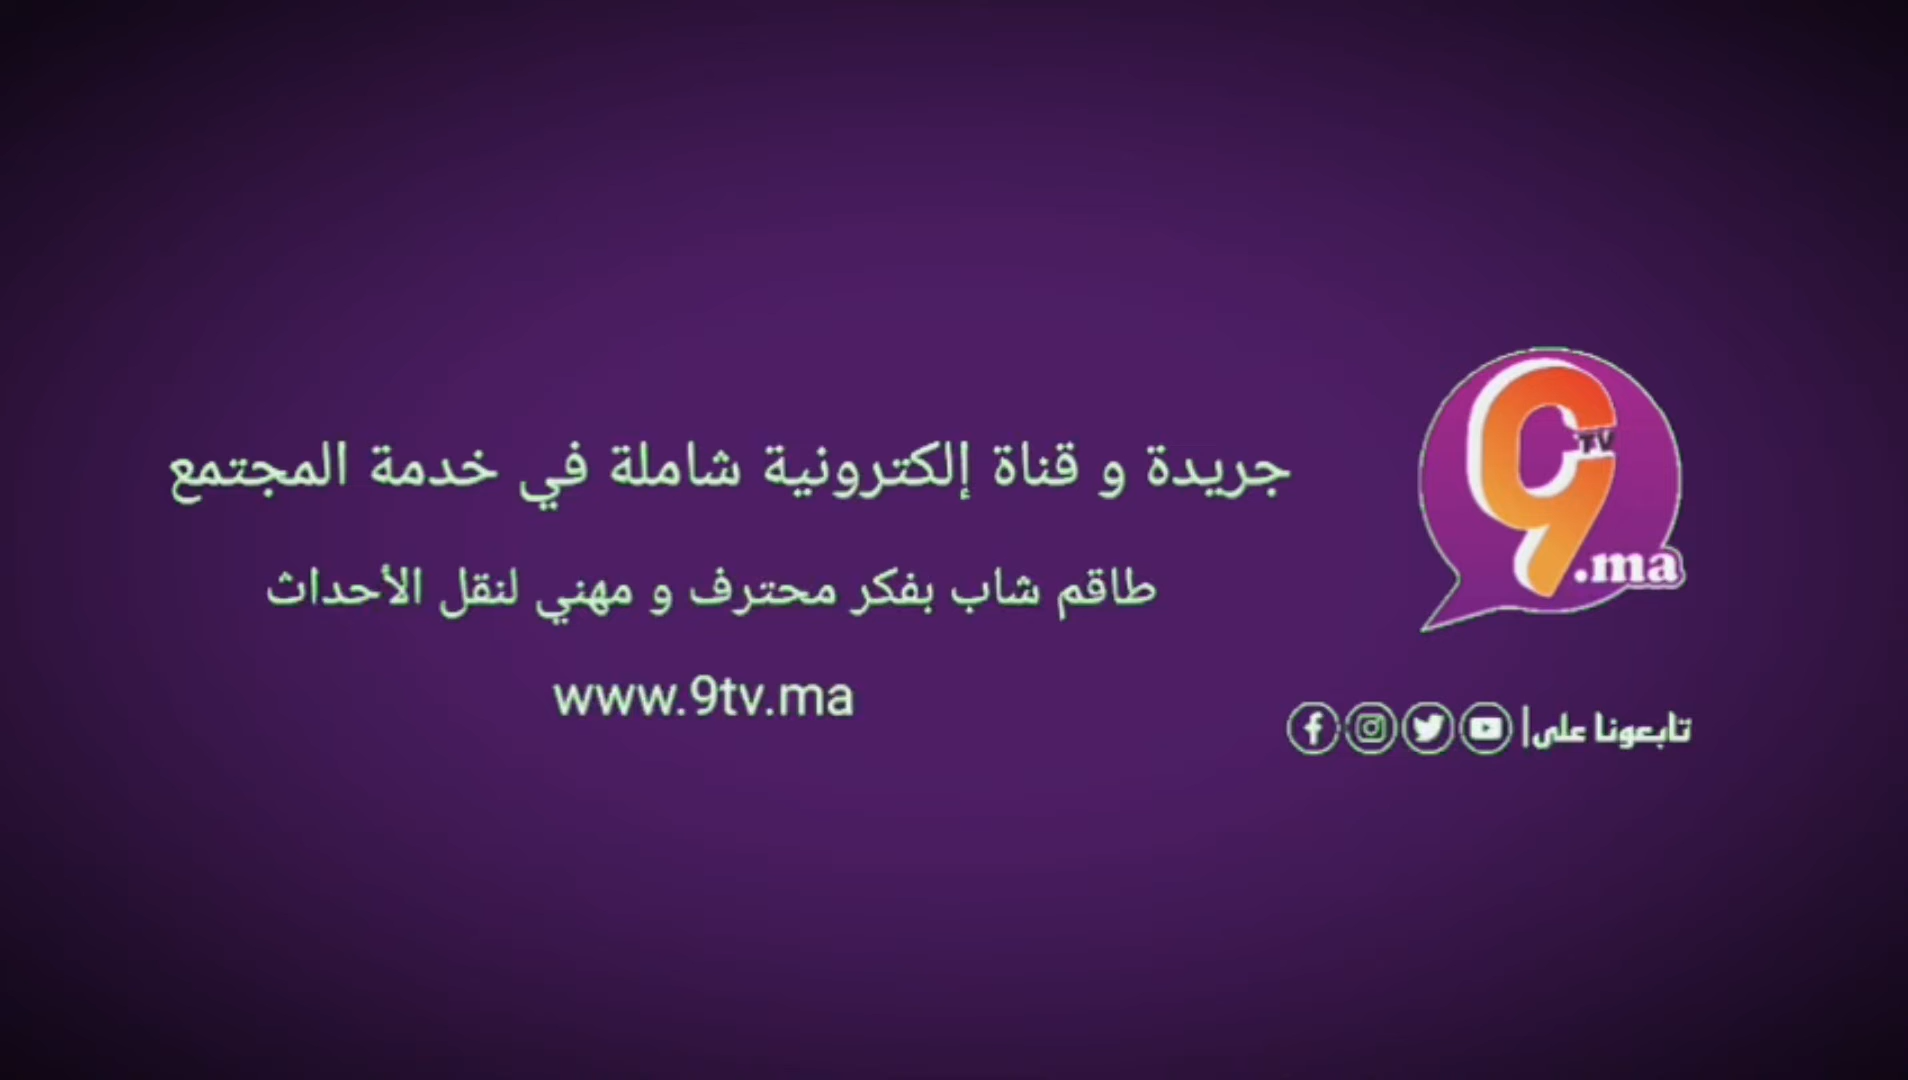 جريدة و قناة إلكترونية شاملة في خدمة المجتمع
طاقم شاب بفكر محترف و مهني لنقل الأحداث
www.9tv.ma
9 TV .ma
تابعونا على|